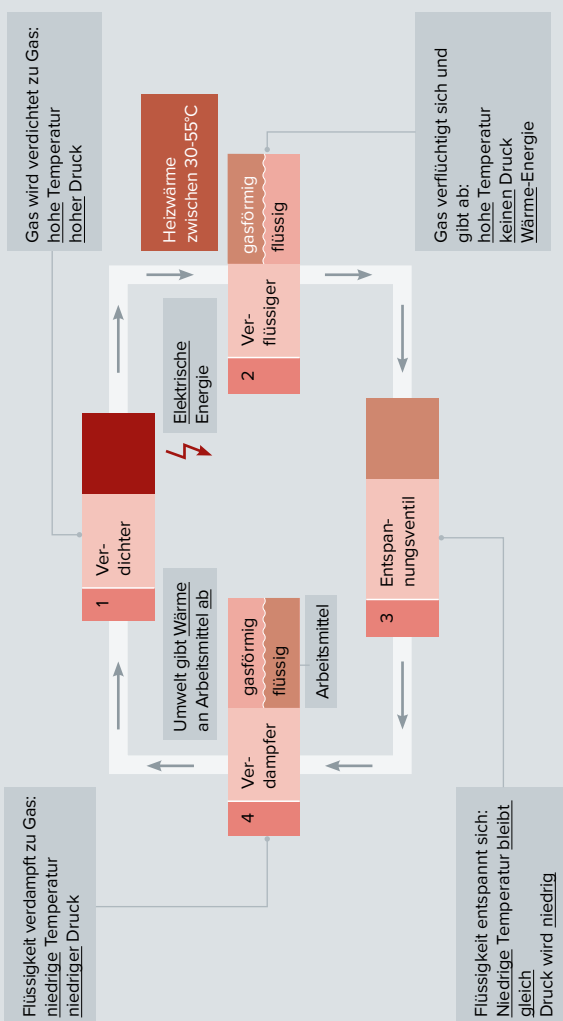 Flüssigkeit verdampft zu Gas:
niedrige Temperatur
niedriger Druck
Gas wird verdichtet zu Gas:
hohe Temperatur
hoher Druck
1
Ver-
dichter
Umwelt gibt Wärme
an Arbeitsmittel ab
Elektrische
Energie
Heizwärme
zwischen 30-55°C
4
Ver-
dampfer
gasförmig
flüssig
Arbeitsmittel
2
Ver-
flüssiger
gasförmig
flüssig
3
Entspan-
nungsventil
Flüssigkeit entspannt sich:
Niedrige Temperatur bleibt
gleich
Druck wird niedrig
Gas verflüchtigt sich und
gibt ab:
hohe Temperatur
keinen Druck
Wärme-Energie